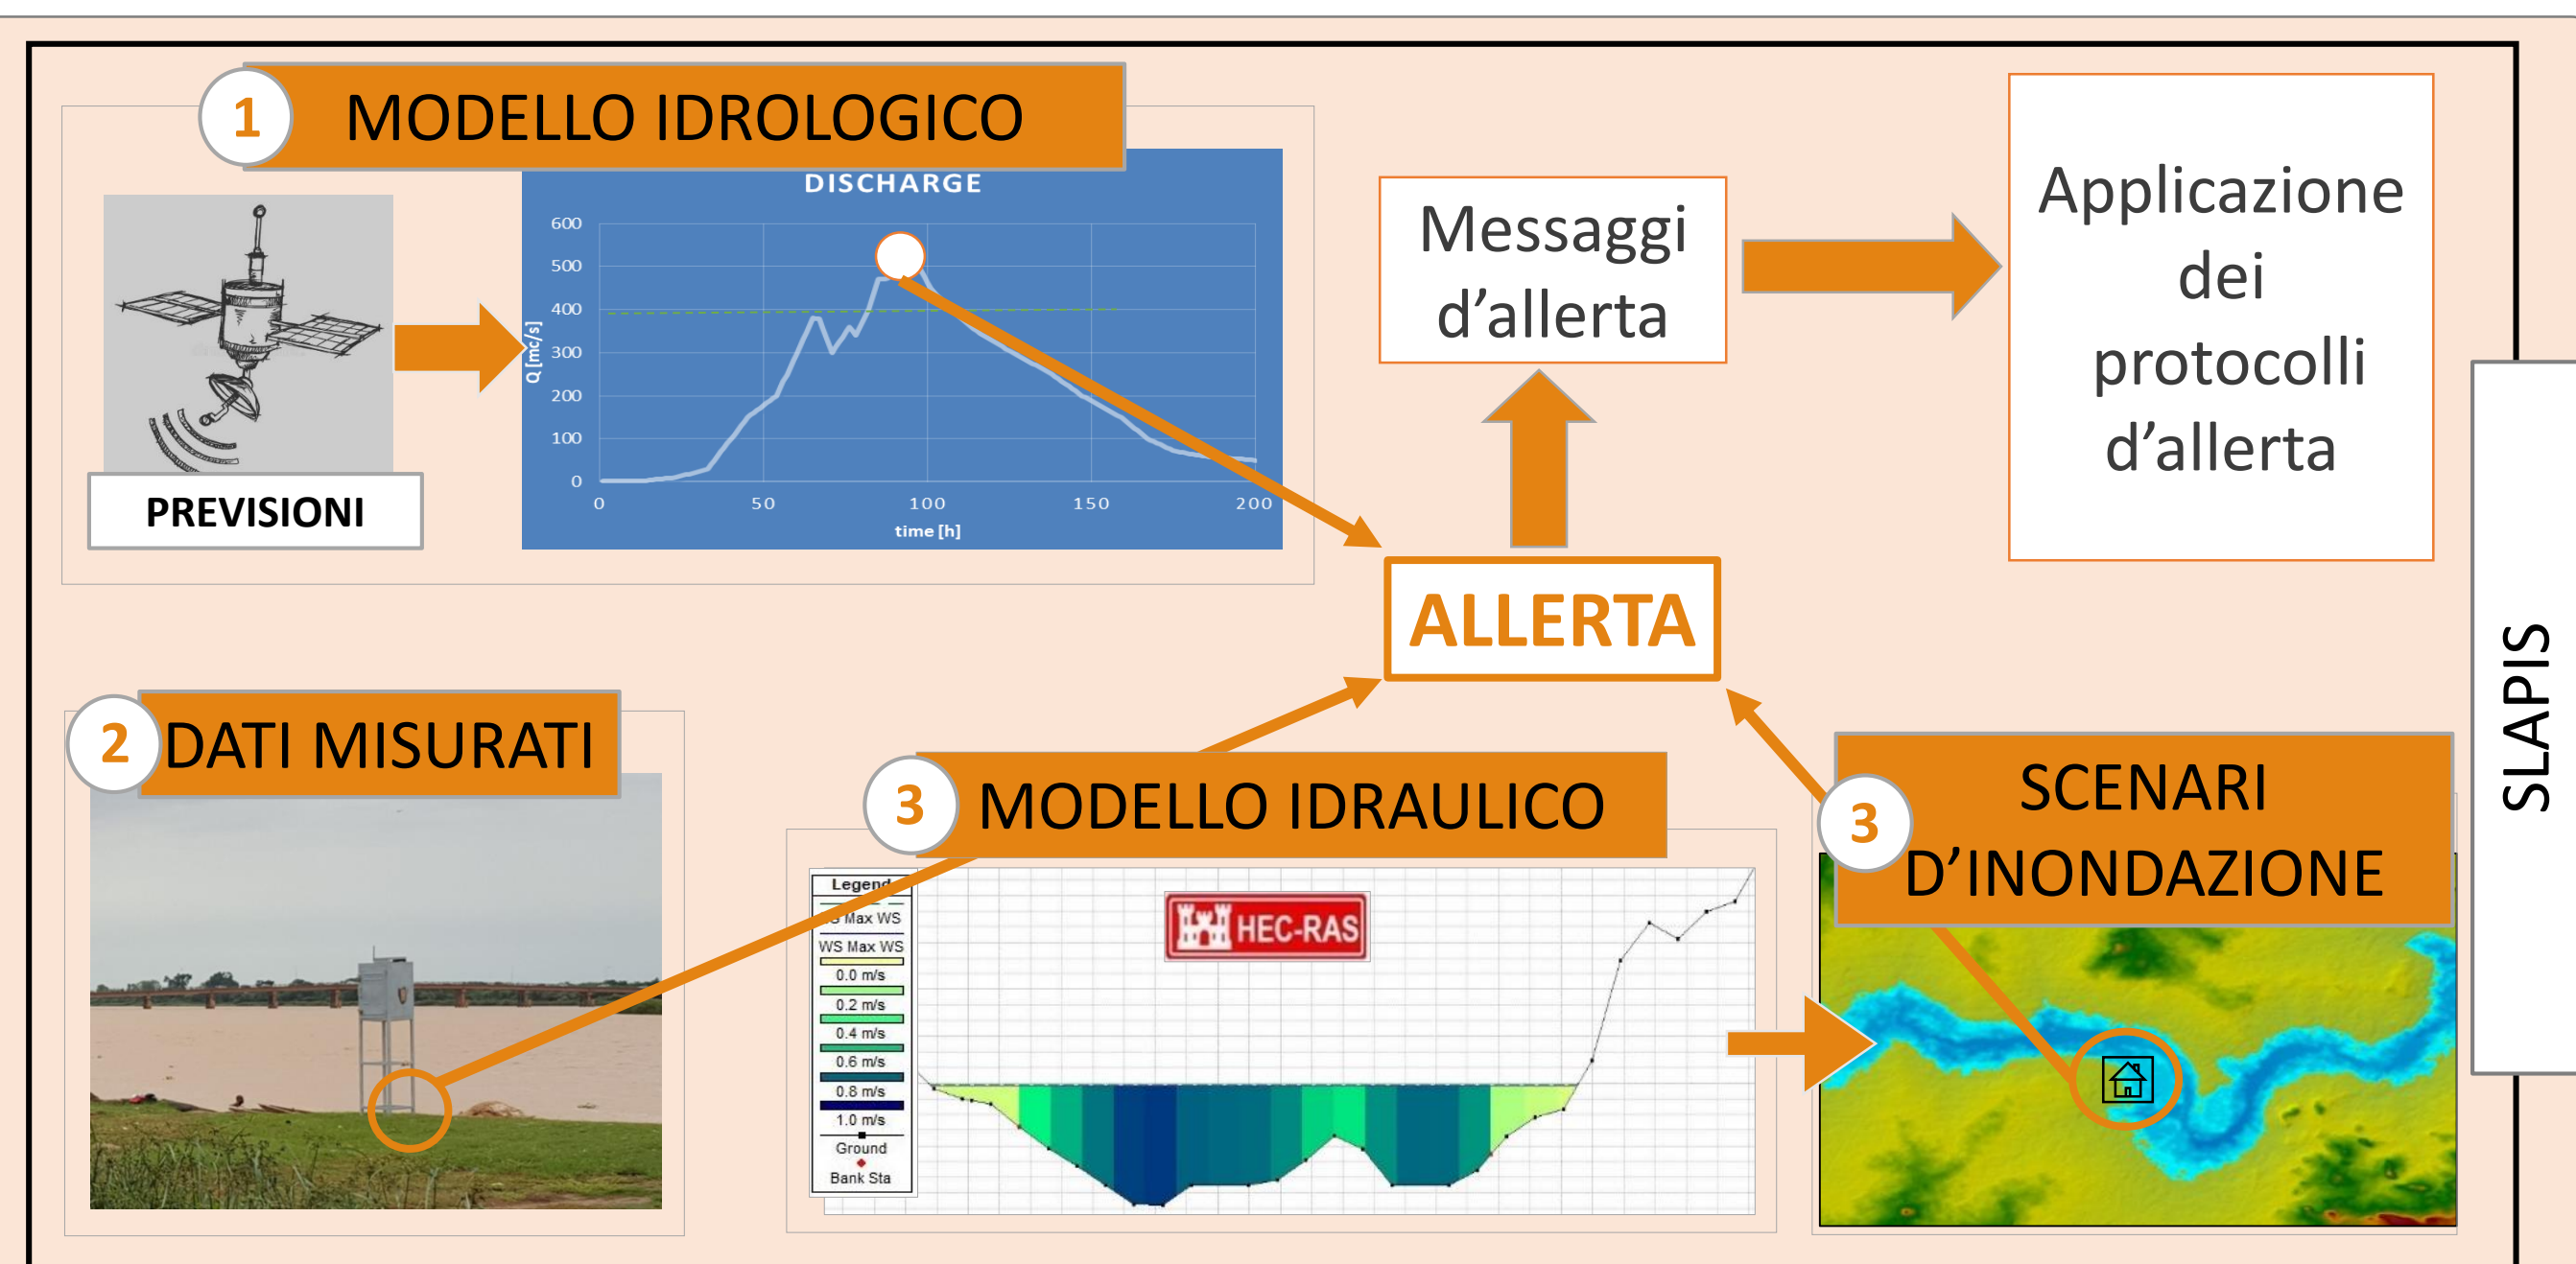 1
MODELLO IDROLOGICO
PREVISIONI
DISCHARGE
Q [mc/s]
600
500
400
300
200
100
0
0
50
100
150
200
time [h]
Messaggi
d’allerta
Applicazione
dei
protocolli
d’allerta
ALLERTA
SLAPIS
2
DATI MISURATI
3
MODELLO IDRAULICO
Legend
WS Max WS
0.0 m/s
0.2 m/s
0.4 m/s
0.6 m/s
0.8 m/s
1.0 m/s
Ground
Bank Sta
HEC-RAS
3
SCENARI
D’INONDAZIONE